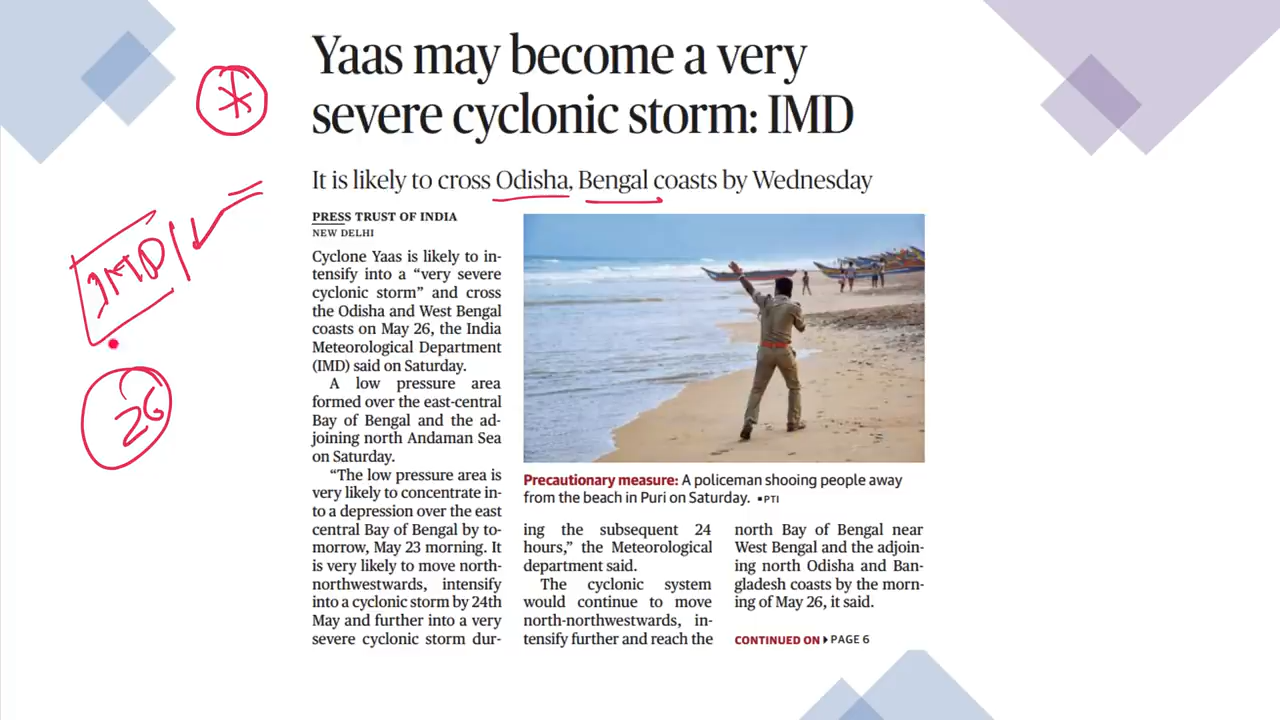 Yaas may become a very
severe cyclonic storm: IMD
It is likely to cross Odisha, Bengal coasts by Wednesday
IMD
26
PRESS TRUST OF INDIA
NEW DELHI
Cyclone Yaas is likely to in-
tensify into a “very severe
cyclonic storm” and cross
the Odisha and West Bengal
coasts on May 26, the India
Meteorological Department
(IMD) said on Saturday.
A low pressure area
formed over the east-central
Bay of Bengal and the ad-
joining north Andaman Sea
on Saturday.
“The low pressure area is
very likely to concentrate in-
to a depression over the east
central Bay of Bengal by to-
morrow, May 23 morning. It
is very likely to move north-
northwestwards, intensify
into a cyclonic storm by 24th
May and further into a very
severe cyclonic storm dur-
Precautionary measure: A policeman shooing people away
from the beach in Puri on Saturday. ▪PTI
ing the subsequent 24
hours,” the Meteorological
department said.
The cyclonic system
would continue to move
north-northwestwards, in-
tensify further and reach the
north Bay of Bengal near
West Bengal and the adjoin-
ing north Odisha and Ban-
gladesh coasts by the morn-
ing of May 26, it said.
CONTINUED ON ▶ PAGE 6